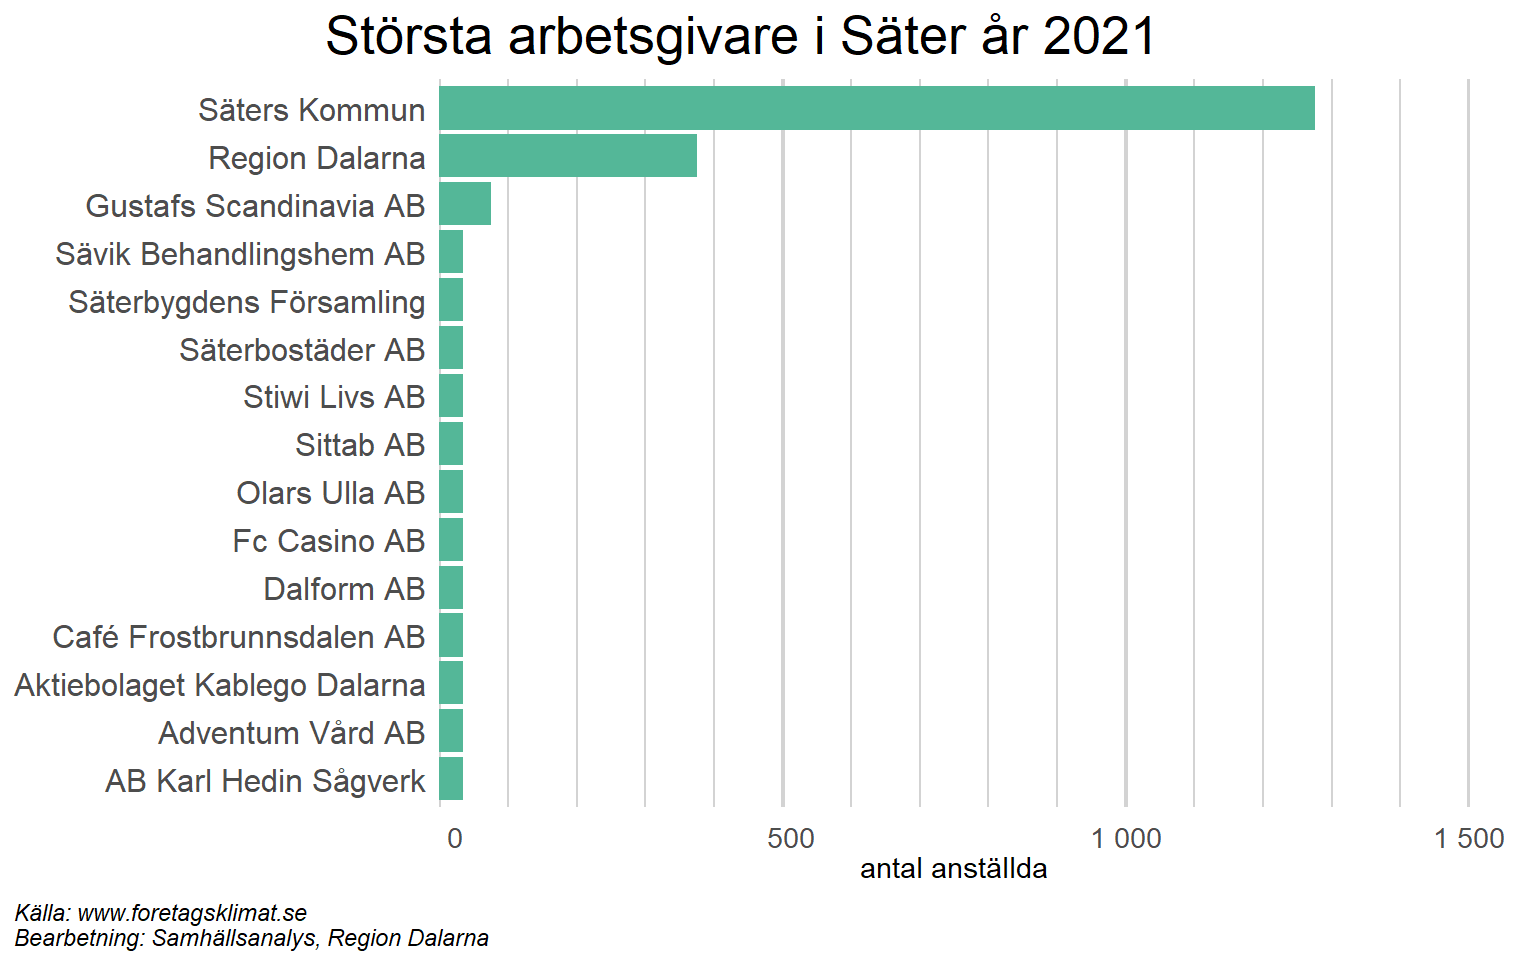 Största arbetsgivare i Säter år 2021
Säters Kommun
Region Dalarna
Gustafs Scandinavia AB
Sävik Behandlingshem AB
Säterbygdens Församling
Säterbostäder AB
Stiwi Livs AB
Sittab AB
Olars Ulla AB
Fc Casino AB
Dalform AB
Café Frostbrunnsdalen AB
Aktiebolaget Kablego Dalarna
Adventum Vård AB
AB Karl Hedin Sågverk
0 500 1 000 1 500
antal anställda
Källa: www.foretagsklimat.se
Bearbetning: Samhällsanalys, Region Dalarna